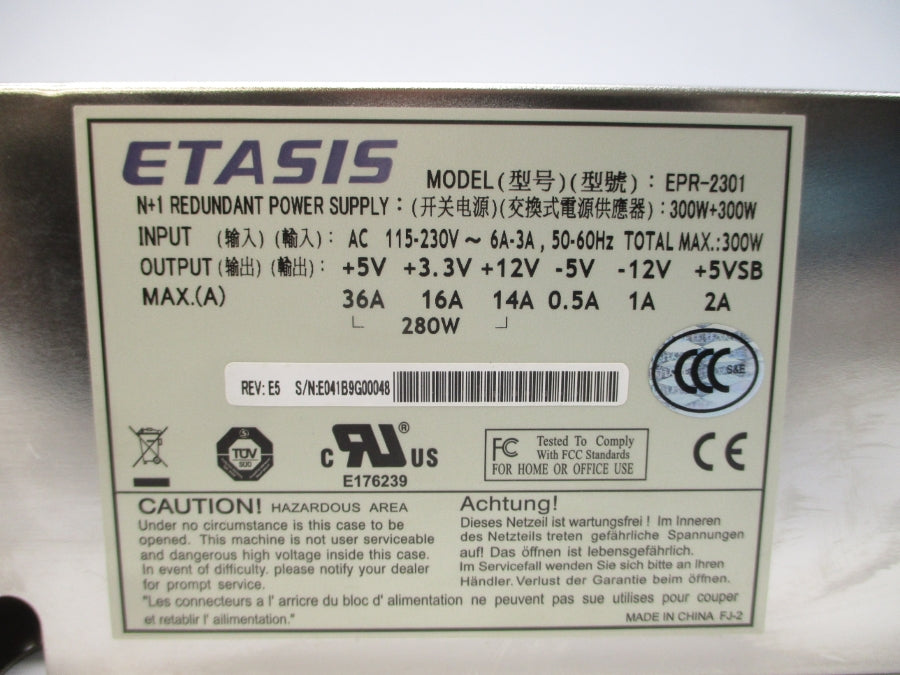 ETASIS
MODEL(型号)(型號): EPR-2301
N+1 REDUNDANT POWER SUPPLY:(开关电源)(交換式電源供應器): 300W+300W
INPUT (输入)(輸入): AC 115-230V ~ 6A-3A, 50-60Hz TOTAL MAX.:300W
OUTPUT(输出)(輸出): +5V +3.3V +12V -5V -12V +5VSB
MAX.(A) 36A 16A 14A 0.5A 1A 2A
280W
REV: E5 S/N:E041B9G00048
CCC S&E
TÜV
SÜD
C RU ® US
E176239
FC Tested To Comply
With FCC Standards
FOR HOME OR OFFICE USE
CE
CAUTION! HAZARDOUS AREA
Under no circumstance is this case to be
opened. This machine is not user serviceable
and dangerous high voltage inside this case.
In event of difficulty. please notify your dealer
for prompt service.
Achtung!
Dieses Netzeil ist wartungsfrei! Im Inneren
des Netzteils treten gefährliche Spannungen
auf! Das öffnen ist lebensgefährlich.
Im Servicefall wenden Sie sich bitte an Ihren
Händler. Verlust der Garantie beim öffnen.
"Les connecteurs a l' arricre du bloc d' alimentation ne peuvent pas sue utilises pour couper
et retablir l' ailimentation."
MADE IN CHINA FJ-2